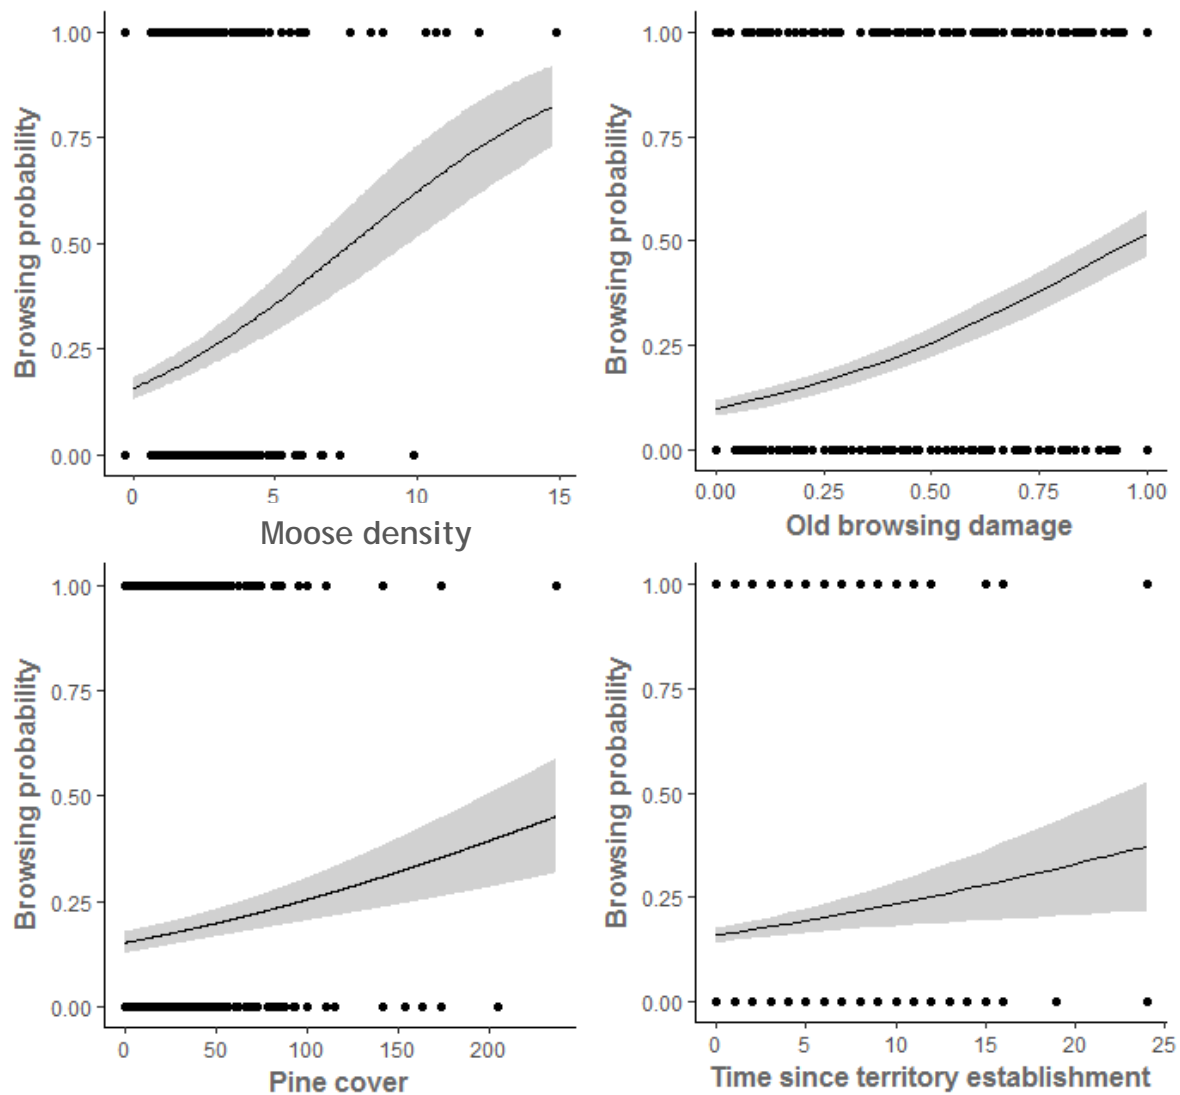 1.00
0.75
0.50
0.25
0.00
Browsing probability
0 5 10 15
Moose density
1.00
0.75
0.50
0.25
0.00
Browsing probability
0.00 0.25 0.50 0.75 1.00
Old browsing damage
1.00
0.75
0.50
0.25
0.00
Browsing probability
0 50 100 150 200
Pine cover
1.00
0.75
0.50
0.25
0.00
Browsing probability
0 5 10 15 20 25
Time since territory establishment